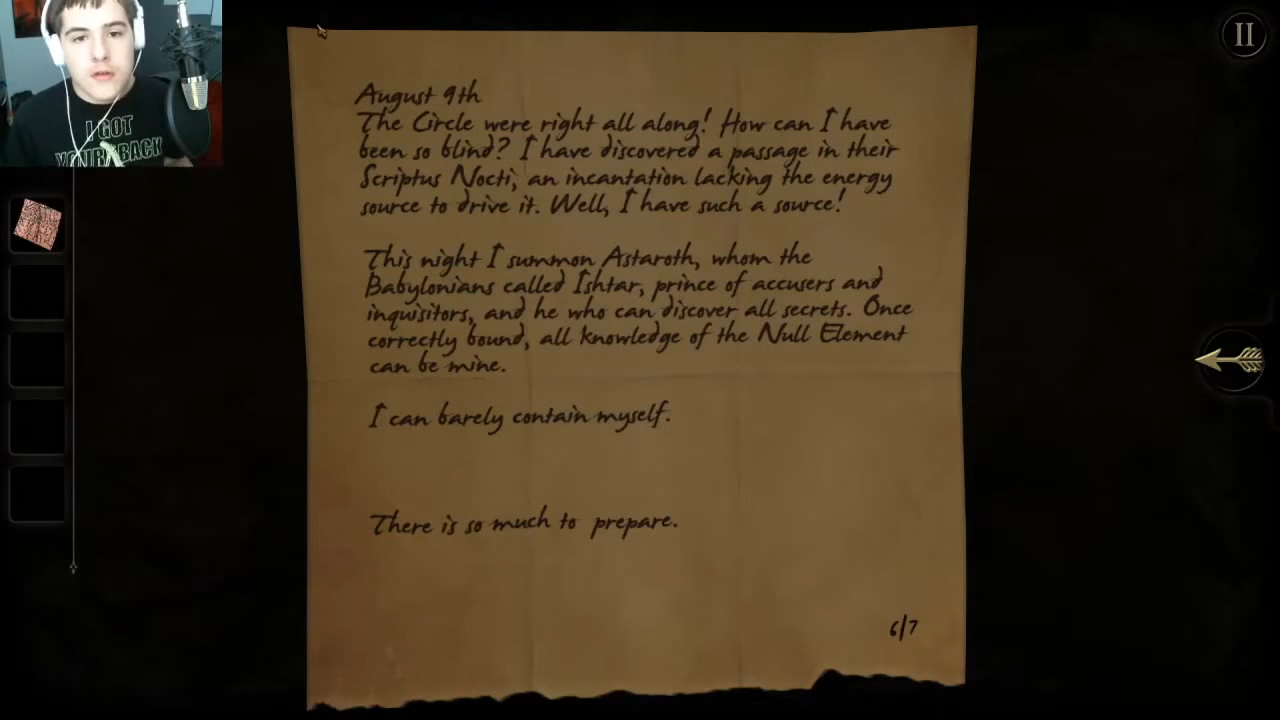 I GOT
YOUR BACK
August 9th
The Circle were right all along! How can I have
been so blind? I have discovered a passage in their
Scriptus Nocti, an incantation lacking the energy
source to drive it. Well, I have such a source!
This night I summon Astaroth, whom the
Babylonians called Ishtar, prince of accusers and
inquisitors, and he who can discover all secrets. Once
correctly bound, all knowledge of the Null Element
can be mine.
I can barely contain myself.
There is so much to prepare.
6/7